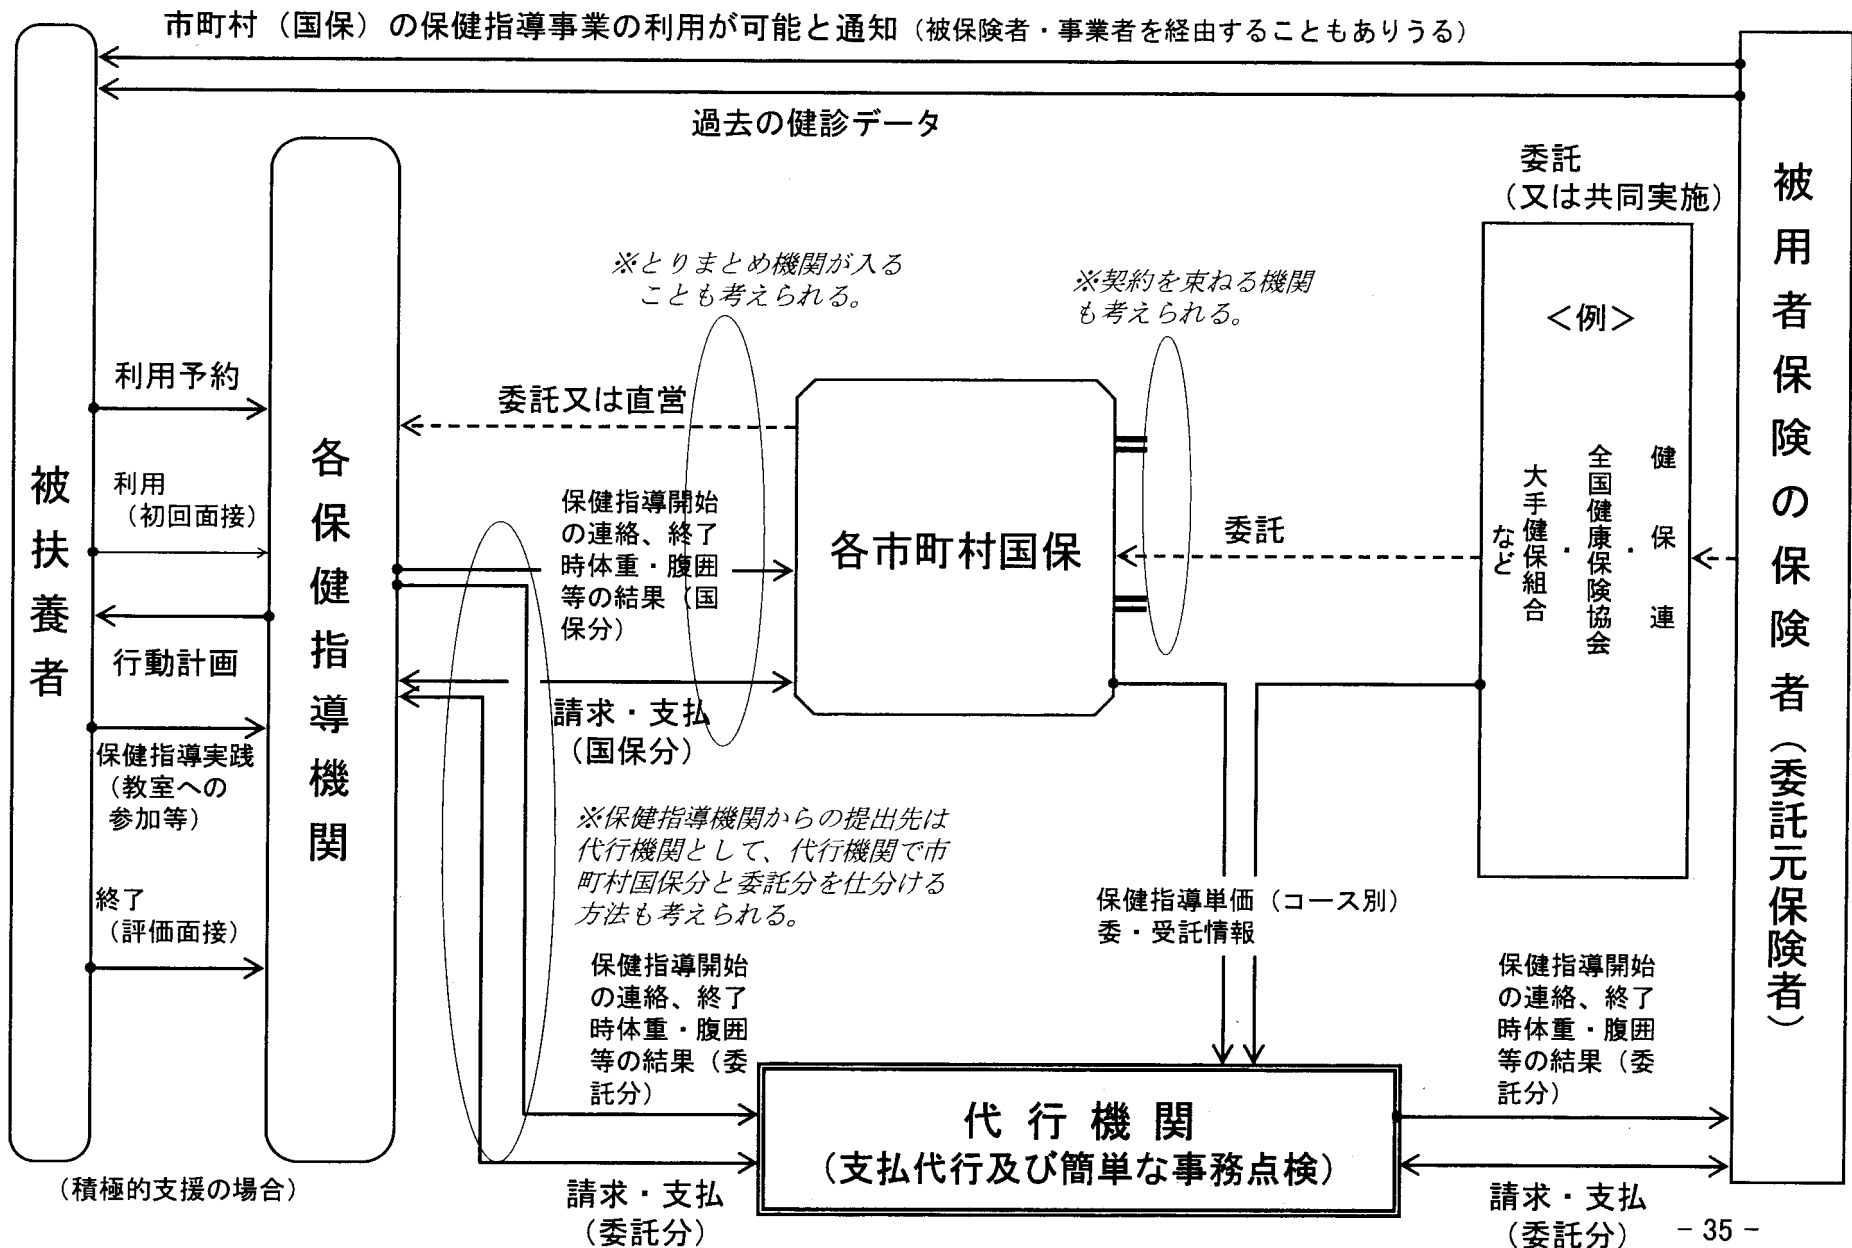 市町村（国保）の保健指導事業の利用が可能と通知（被保険者・事業者を経由することもありうる）
過去の健診データ
委託
（又は共同実施）
被用者保険の保険者（委託元保険者）
＜例＞
健保連
・
全国健康保険協会
・
大手健保組合
など
※とりまとめ機関が入る
ことも考えられる。
※契約を束ねる機関
も考えられる。
被扶養者
利用予約
利用
（初回面接）
行動計画
保健指導実践
（教室への
参加等）
終了
（評価面接）
各保健指導機関
委託又は直営
保健指導開始
の連絡、終了
時体重・腹囲
等の結果（国
保分）
各市町村国保
委託
請求・支払
（国保分）
※保健指導機関からの提出先は
代行機関として、代行機関で市
町村国保分と委託分を仕分ける
方法も考えられる。
保健指導単価（コース別）
委・受託情報
保健指導開始
の連絡、終了
時体重・腹囲
等の結果（委
託分）
保健指導開始
の連絡、終了
時体重・腹囲
等の結果（委
託分）
代行機関
（支払代行及び簡単な事務点検）
（積極的支援の場合）
請求・支払
（委託分）
請求・支払
（委託分）
－35－